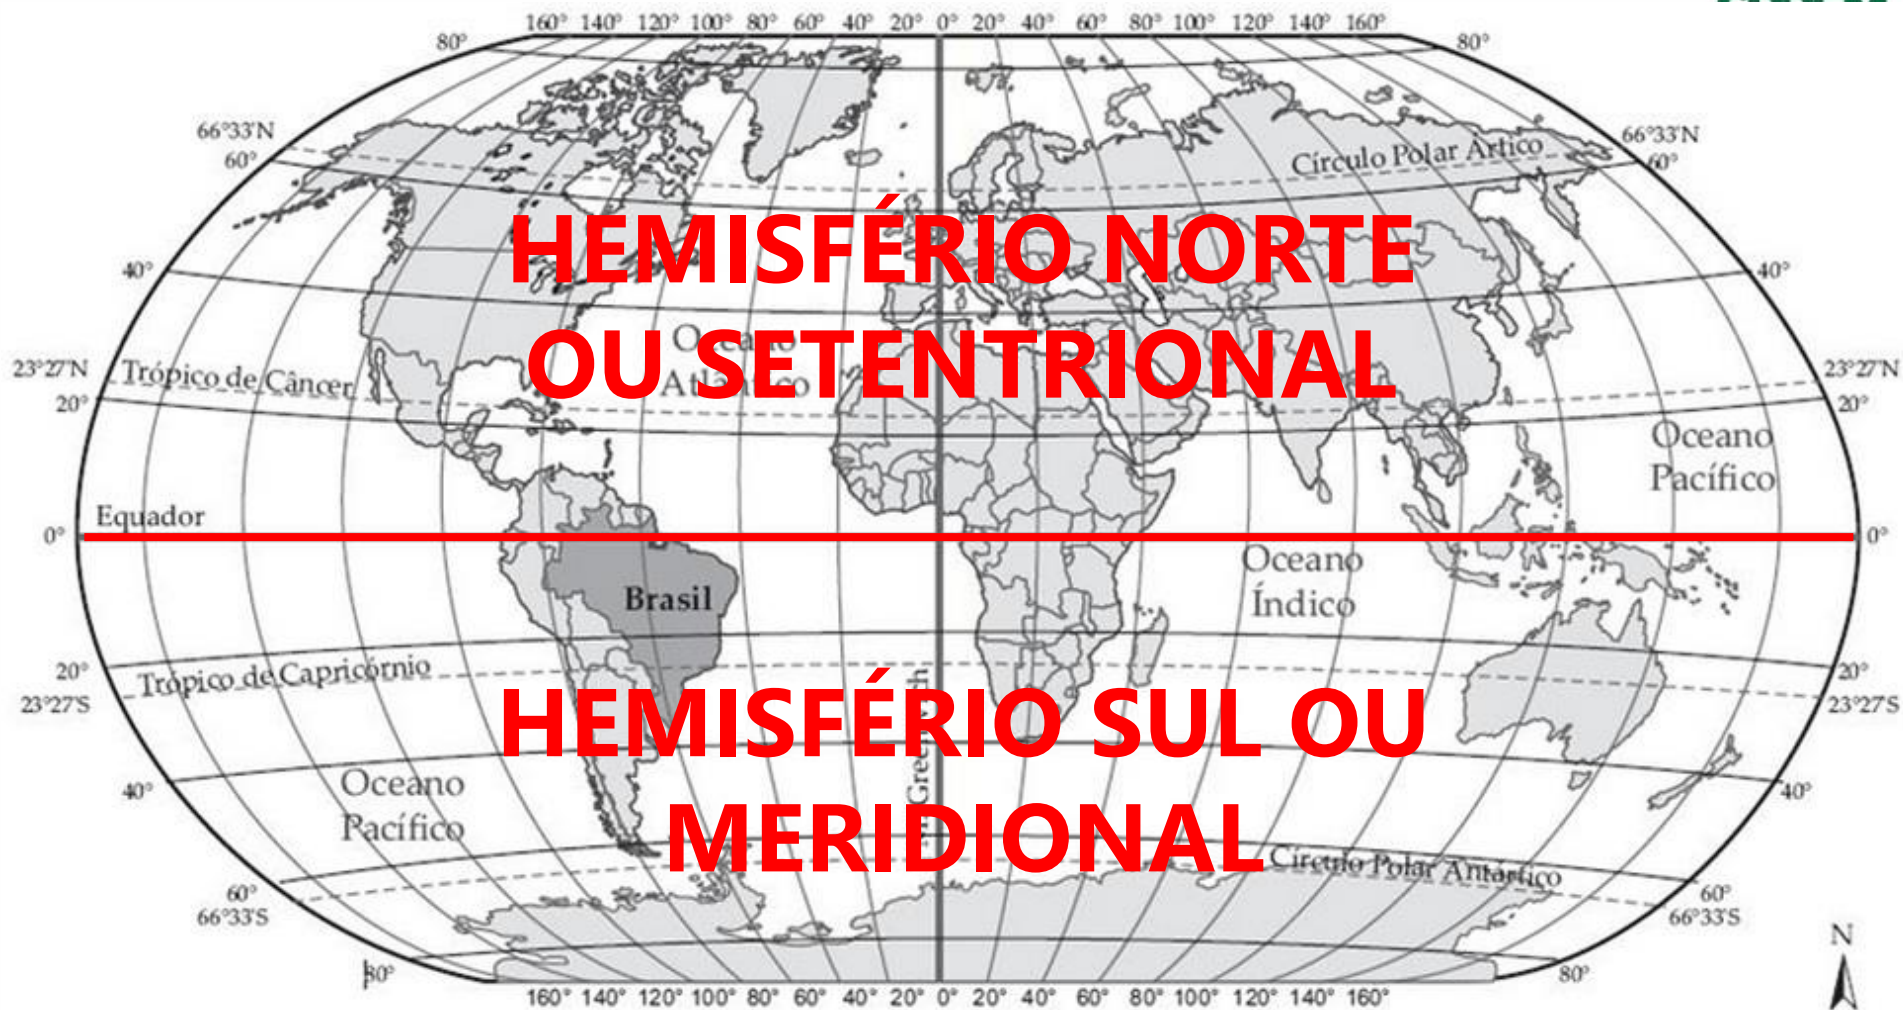 160° 140° 120° 100° 80° 60° 40° 20° 0° 20° 40° 60° 80° 100° 120° 140° 160°
80° 80°
66°33'N 66°33'N
60° Círculo Polar Ártico 60°
HEMISFÉRIO NORTE
40° 40°
OU SETENTRIONAL
Oceano
Atlântico
23°27'N Trópico de Câncer 23°27'N
20° 20°
Oceano
Pacífico
Equador
0° 0°
Oceano
Índico
Brasil
20° Trópico de Capricórnio 20°
23°27'S 23°27'S
HEMISFÉRIO SUL OU
MERIDIONAL
Oceano
Pacífico
40° 40°
Círculo Polar Antártico
60° 60°
66°33'S 66°33'S
N
80° 80°
160° 140° 120° 100° 80° 60° 40° 20° 0° 20° 40° 60° 80° 100° 120° 140° 160°